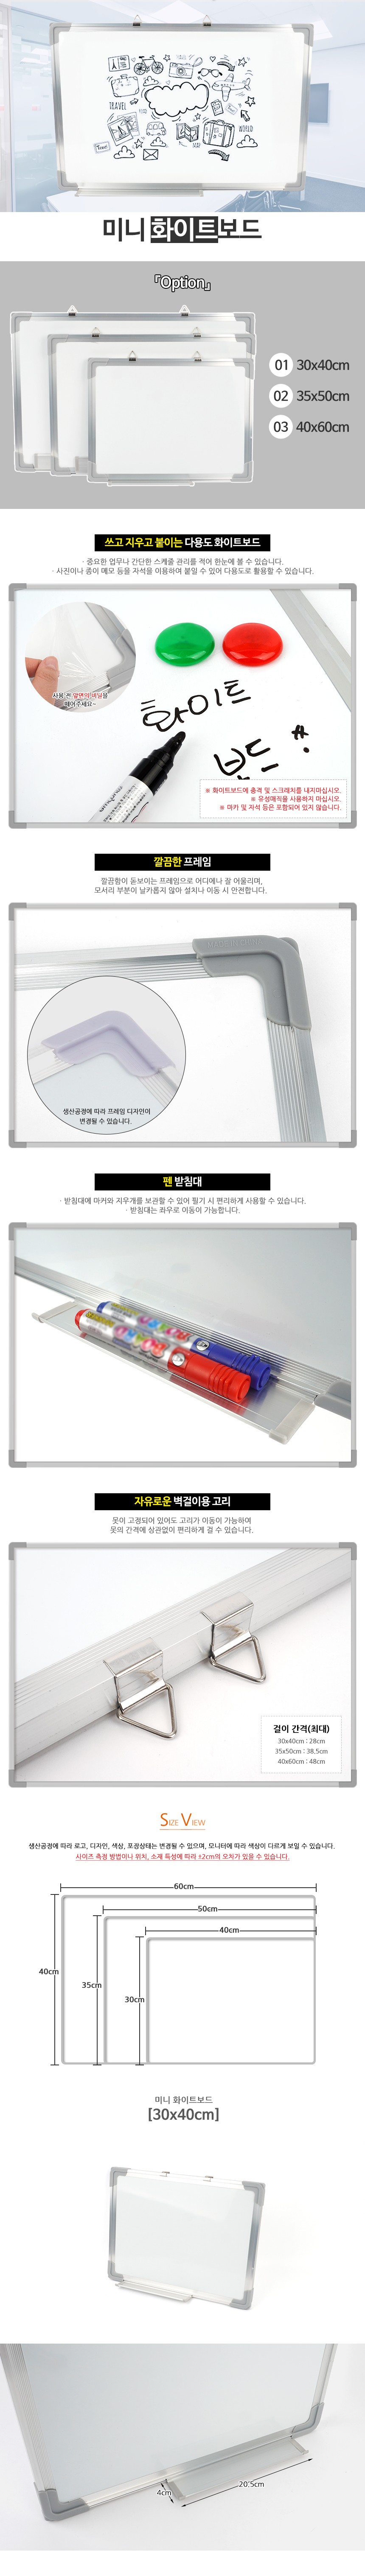 TRAVEL
WORLD
미니 화이트보드
『Option』
01 30x40cm
02 35x50cm
03 40x60cm
쓰고 지우고 붙이는 다용도 화이트보드
· 중요한 업무나 간단한 스케줄 관리를 적어 한눈에 볼 수 있습니다.
· 사진이나 종이 메모 등을 자석을 이용하여 붙일 수 있어 다용도로 활용할 수 있습니다.
사용 전 앞면의 비닐을
떼어주세요~
화이트
보드
※ 화이트보드에 충격 및 스크래치를 내지마십시오.
※ 유성매직을 사용하지 마십시오.
※ 마카 및 자석 등은 포함되어 있지 않습니다.
깔끔한 프레임
깔끔함이 돋보이는 프레임으로 어디에나 잘 어울리며,
모서리 부분이 날카롭지 않아 설치나 이동 시 안전합니다.
생산공정에 따라 프레임 디자인이
변경될 수 있습니다.
펜 받침대
· 받침대에 마커와 지우개를 보관할 수 있어 필기 시 편리하게 사용할 수 있습니다.
· 받침대는 좌우로 이동이 가능합니다.
자유로운 벽걸이용 고리
못이 고정되어 있어도 고리가 이동이 가능하여
못의 간격에 상관없이 편리하게 걸 수 있습니다.
걸이 간격(최대)
30x40cm : 28cm
35x50cm : 38.5cm
40x60cm : 48cm
SIZE VIEW
생산공정에 따라 로고, 디자인, 색상, 포장상태는 변경될 수 있으며, 모니터에 따라 색상이 다르게 보일 수 있습니다.
사이즈 측정 방법이나 위치, 소재 특성에 따라 ±2cm의 오차가 있을 수 있습니다.
60cm
50cm
40cm
40cm
35cm
30cm
미니 화이트보드
[30x40cm]
4cm
20.5cm